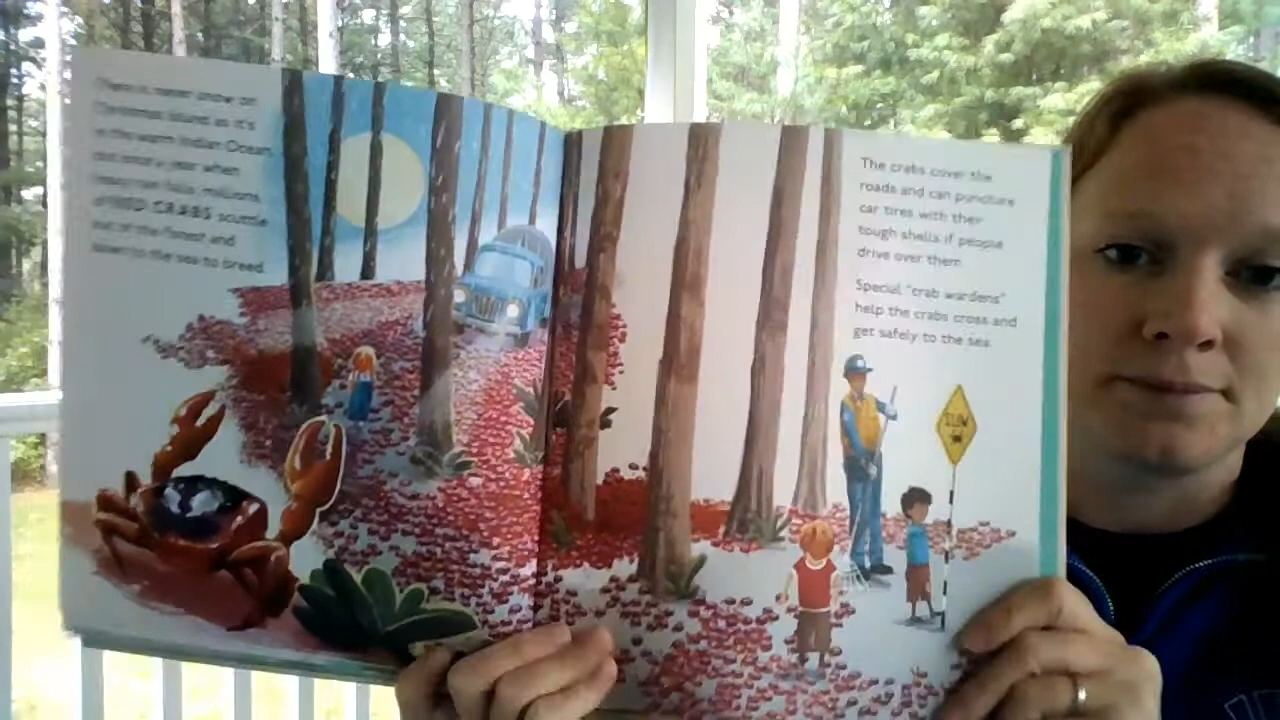 There is never snow on
Christmas Island as it's
in the warm Indian Ocean,
but once a year when
rain falls, millions
of RED CRABS scuttle
out of the forest and
down to the sea to breed.
The crabs cover the
roads and can puncture
car tires with their
tough shells if people
drive over them.
Special "crab wardens"
help the crabs cross and
get safely to the sea.
SLOW